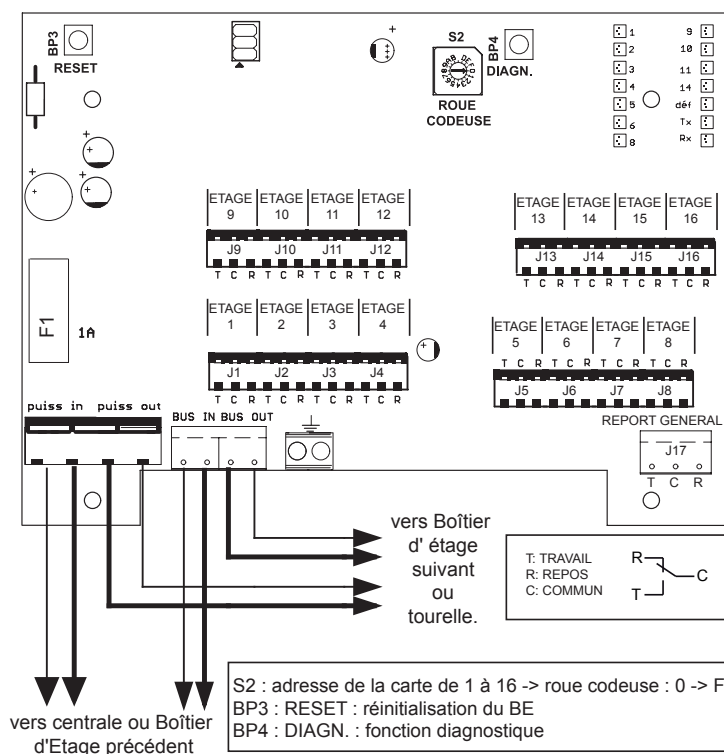 BP3
RESET
S2
789ABCDEF0123456
ROUE
CODEUSE
BP4
DIAGN.
1 9
2 10
3 11
4 14
5 déf
6 Tx
8 Rx
ETAGE ETAGE ETAGE ETAGE
9 10 11 12
J9 J10 J11 J12
T C R T C R T C R T C R
13 14 15 16
ETAGE ETAGE ETAGE ETAGE
J13 J14 J15 J16
T C R T C R T C R T C R
F1 1A
ETAGE ETAGE ETAGE ETAGE
1 2 3 4
J1 J2 J3 J4
T C R T C R T C R T C R
ETAGE ETAGE ETAGE ETAGE
5 6 7 8
T C R T C R T C R T C R
J5 J6 J7 J8
puiss in puiss out
BUS IN BUS OUT
REPORT GENERAL
J17
T C R
vers Boîtier
d' étage
suivant
ou
tourelle.
T: TRAVAIL
R: REPOS
C: COMMUN
R
C
T
S2 : adresse de la carte de 1 à 16 -> roue codeuse : 0 -> F
BP3 : RESET : réinitialisation du BE
BP4 : DIAGN. : fonction diagnostique
vers centrale ou Boîtier
d'Etage précédent